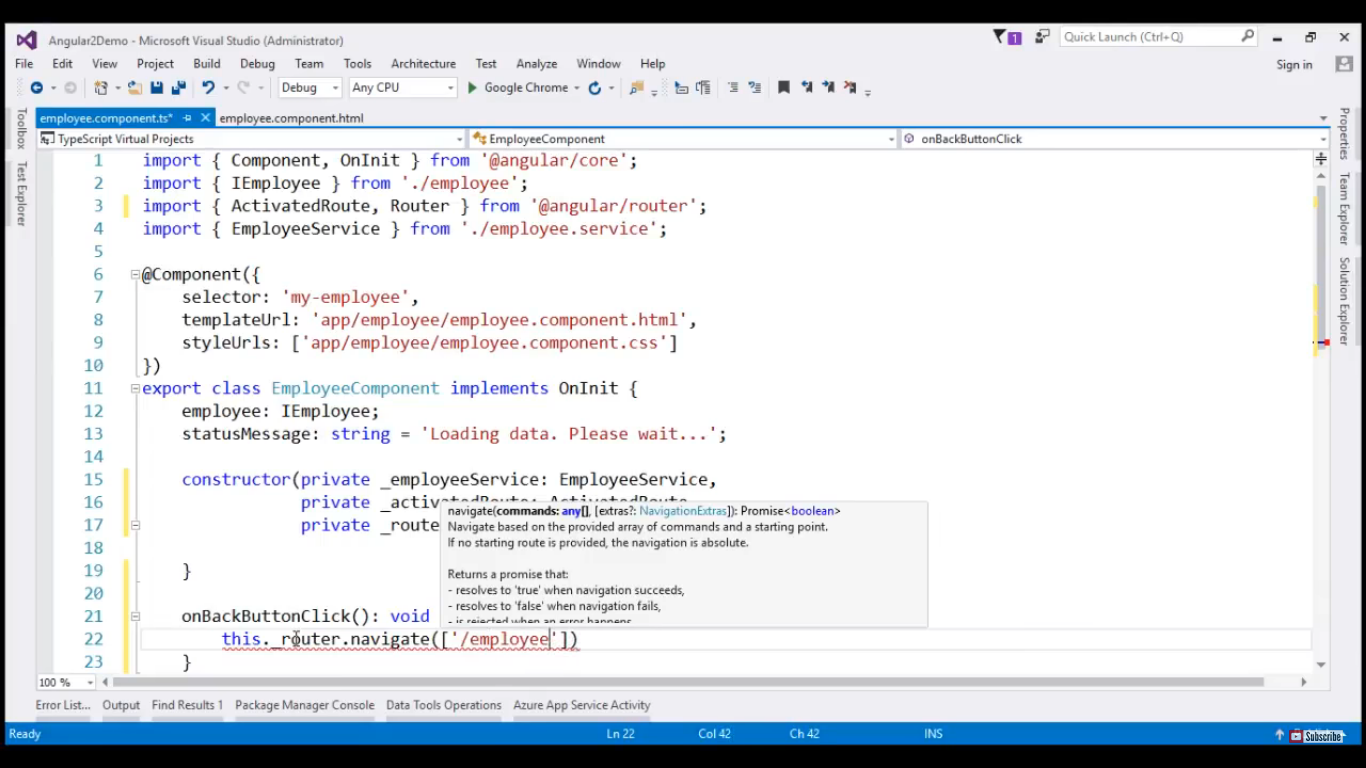 Angular2Demo - Microsoft Visual Studio (Administrator)
1
Quick Launch (Ctrl+Q)
File Edit View Project Build Debug Team Tools Architecture Test Analyze Window Help
Sign in
Debug Any CPU Google Chrome
employee.component.ts* employee.component.html
TypeScript Virtual Projects EmployeeComponent onBackButtonClick
Toolbox
Test Explorer
Properties
Team Explorer
Solution Explorer
1 import { Component, OnInit } from '@angular/core';
2 import { IEmployee } from './employee';
3 import { ActivatedRoute, Router } from '@angular/router';
4 import { EmployeeService } from './employee.service';
5
6 @Component({
7 selector: 'my-employee',
8 templateUrl: 'app/employee/employee.component.html',
9 styleUrls: ['app/employee/employee.component.css']
10 })
11 export class EmployeeComponent implements OnInit {
12 employee: IEmployee;
13 statusMessage: string = 'Loading data. Please wait...';
14
15 constructor(private _employeeService: EmployeeService,
16 private _activatedRoute: ActivatedRoute
17 private _route
18
19 }
20
21 onBackButtonClick(): void
22 this._router.navigate(['/employee'])
23 }
navigate(commands: any[], [extras?: NavigationExtras]): Promise<boolean>
Navigate based on the provided array of commands and a starting point.
If no starting route is provided, the navigation is absolute.
Returns a promise that:
- resolves to 'true' when navigation succeeds,
- resolves to 'false' when navigation fails,
- is rejected when an error happens
100 %
Error List... Output Find Results 1 Package Manager Console Data Tools Operations Azure App Service Activity
Ready Ln 22 Col 42 Ch 42 INS
Subscribe